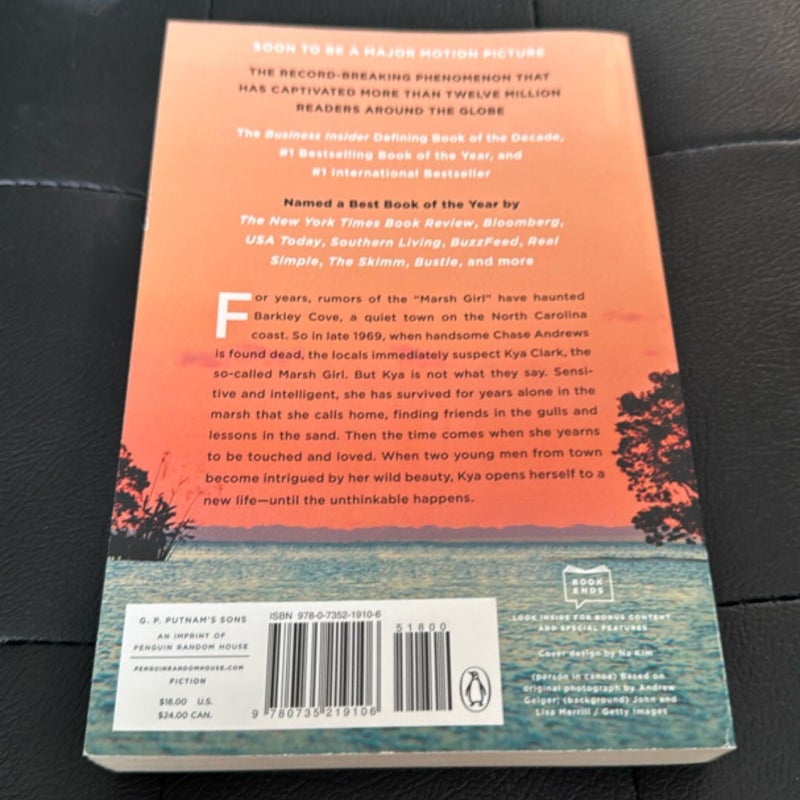 SOON TO BE A MAJOR MOTION PICTURE
THE RECORD-BREAKING PHENOMENON THAT
HAS CAPTIVATED MORE THAN TWELVE MILLION
READERS AROUND THE GLOBE
The Business Insider Defining Book of the Decade,
#1 Bestselling Book of the Year, and
#1 International Bestseller
Named a Best Book of the Year by
The New York Times Book Review, Bloomberg,
USA Today, Southern Living, BuzzFeed, Real
Simple, The Skimm, Bustle, and more
For years, rumors of the “Marsh Girl” have haunted
Barkley Cove, a quiet town on the North Carolina
coast. So in late 1969, when handsome Chase Andrews
is found dead, the locals immediately suspect Kya Clark, the
so-called Marsh Girl. But Kya is not what they say. Sensi-
tive and intelligent, she has survived for years alone in the
marsh that she calls home, finding friends in the gulls and
lessons in the sand. Then the time comes when she yearns
to be touched and loved. When two young men from town
become intrigued by her wild beauty, Kya opens herself to a
new life—until the unthinkable happens.
G. P. PUTNAM'S SONS
AN IMPRINT OF
PENGUIN RANDOM HOUSE
PENGUINRANDOMHOUSE.COM
FICTION
$18.00 U.S.
$24.00 CAN.
ISBN 978-0-7352-1910-6
51800
9 780735 219106
BOOK
ENDS
LOOK INSIDE FOR BONUS CONTENT
AND SPECIAL FEATURES
Cover design by Na Kim
(person in canoe) Based on
original photograph by Andrew
Geiger; (background) John and
Lisa Merrill / Getty Images